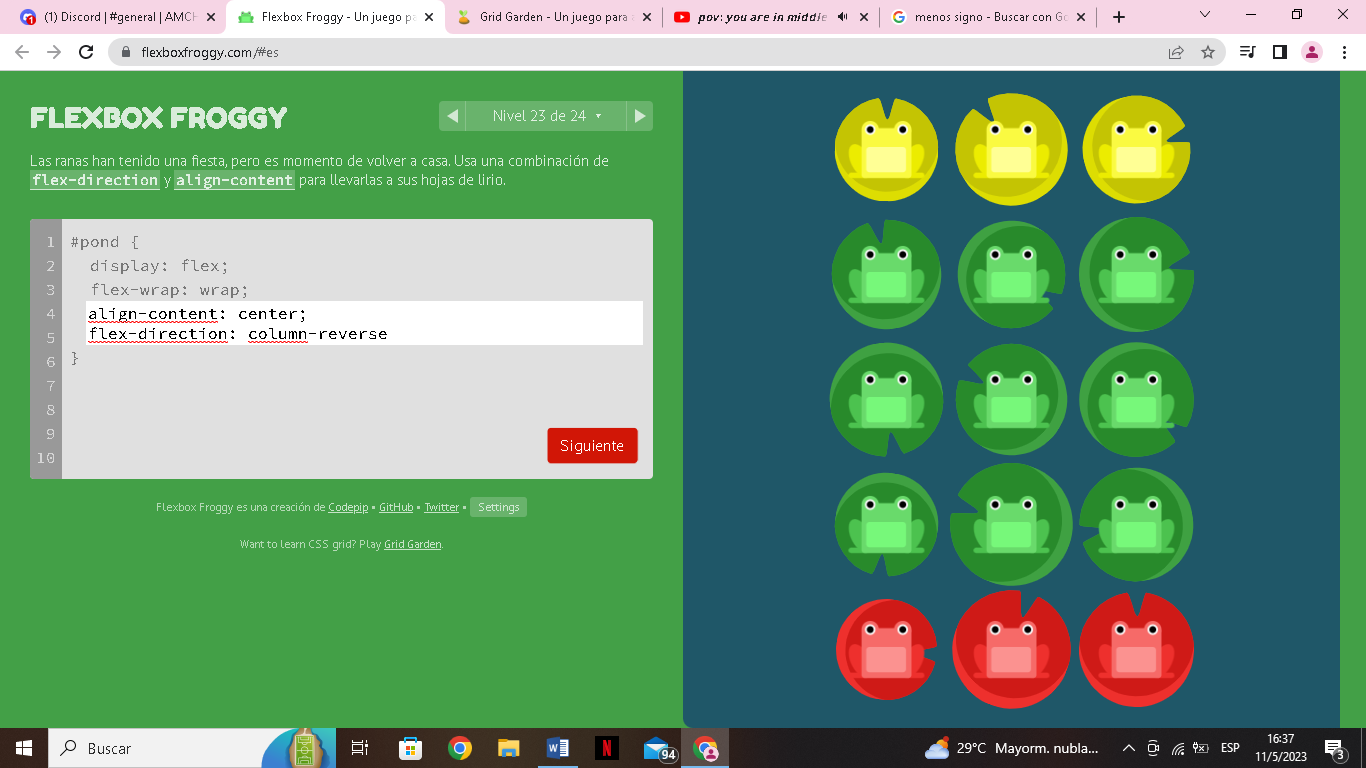 (1) Discord | #general | AMCH
Flexbox Froggy - Un juego pa
Grid Garden - Un juego para
pov: you are in middle
menos signo - Buscar con Go
flexboxfroggy.com/#es
FLEXBOX FROGGY
Nivel 23 de 24
Las ranas han tenido una fiesta, pero es momento de volver a casa. Usa una combinación de
flex-direction y align-content para llevarlas a sus hojas de lirio.
1 #pond {
2 display: flex;
3 flex-wrap: wrap;
4 align-content: center;
5 flex-direction: column-reverse
6 }
7
8
9
10
Siguiente
Flexbox Froggy es una creación de Codepip • GitHub • Twitter • Settings
Want to learn CSS grid? Play Grid Garden.
Buscar
W
N
94
29°C Mayorm. nubla...
ESP
16:37
11/5/2023
3